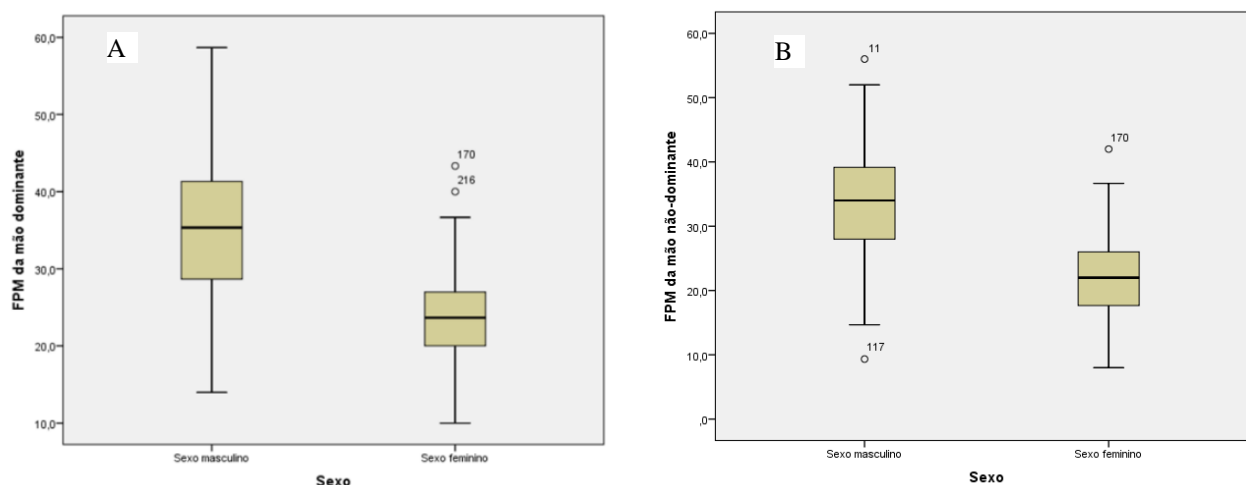 A
60,0
50,0
40,0
30,0
20,0
10,0
FPM da mão dominante
170
216
Sexo masculino
Sexo feminino
Sexo
B
60,0
50,0
40,0
30,0
20,0
10,0
,0
FPM da mão não-dominante
11
117
170
Sexo masculino
Sexo feminino
Sexo